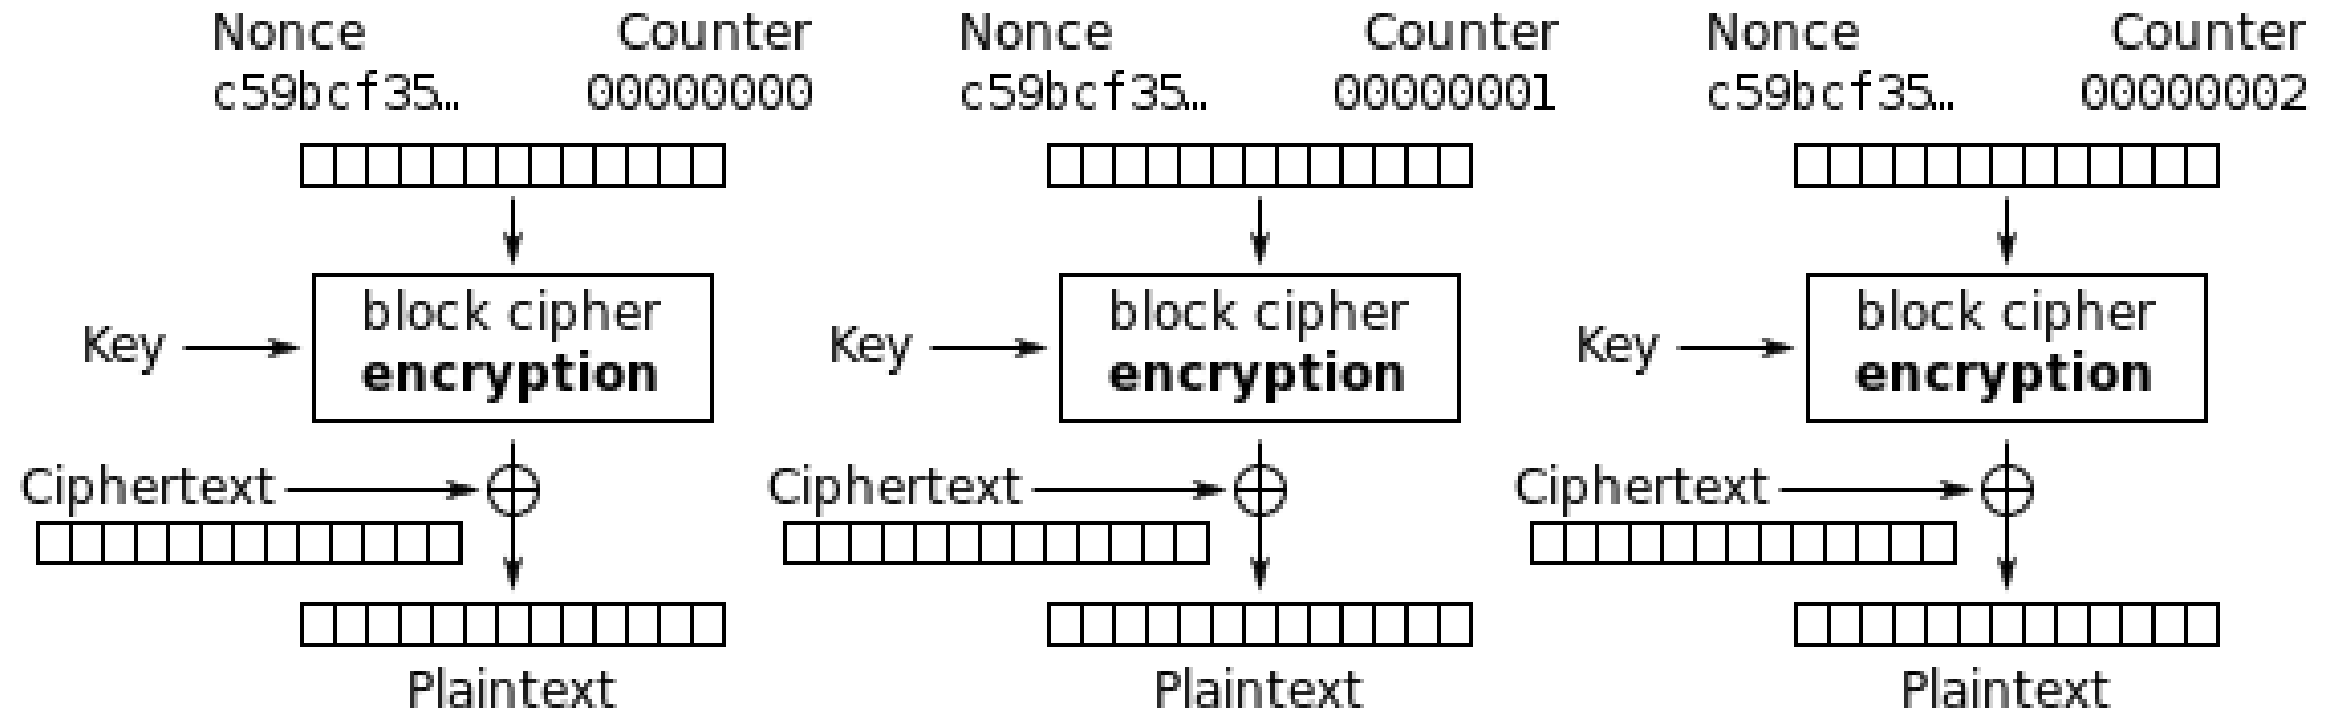 Nonce Counter Nonce Counter Nonce Counter
c59bcf35… 00000000 c59bcf35… 00000001 c59bcf35… 00000002
block cipher block cipher block cipher
Key Key Key
encryption encryption encryption
Ciphertext Ciphertext Ciphertext
Plaintext Plaintext Plaintext